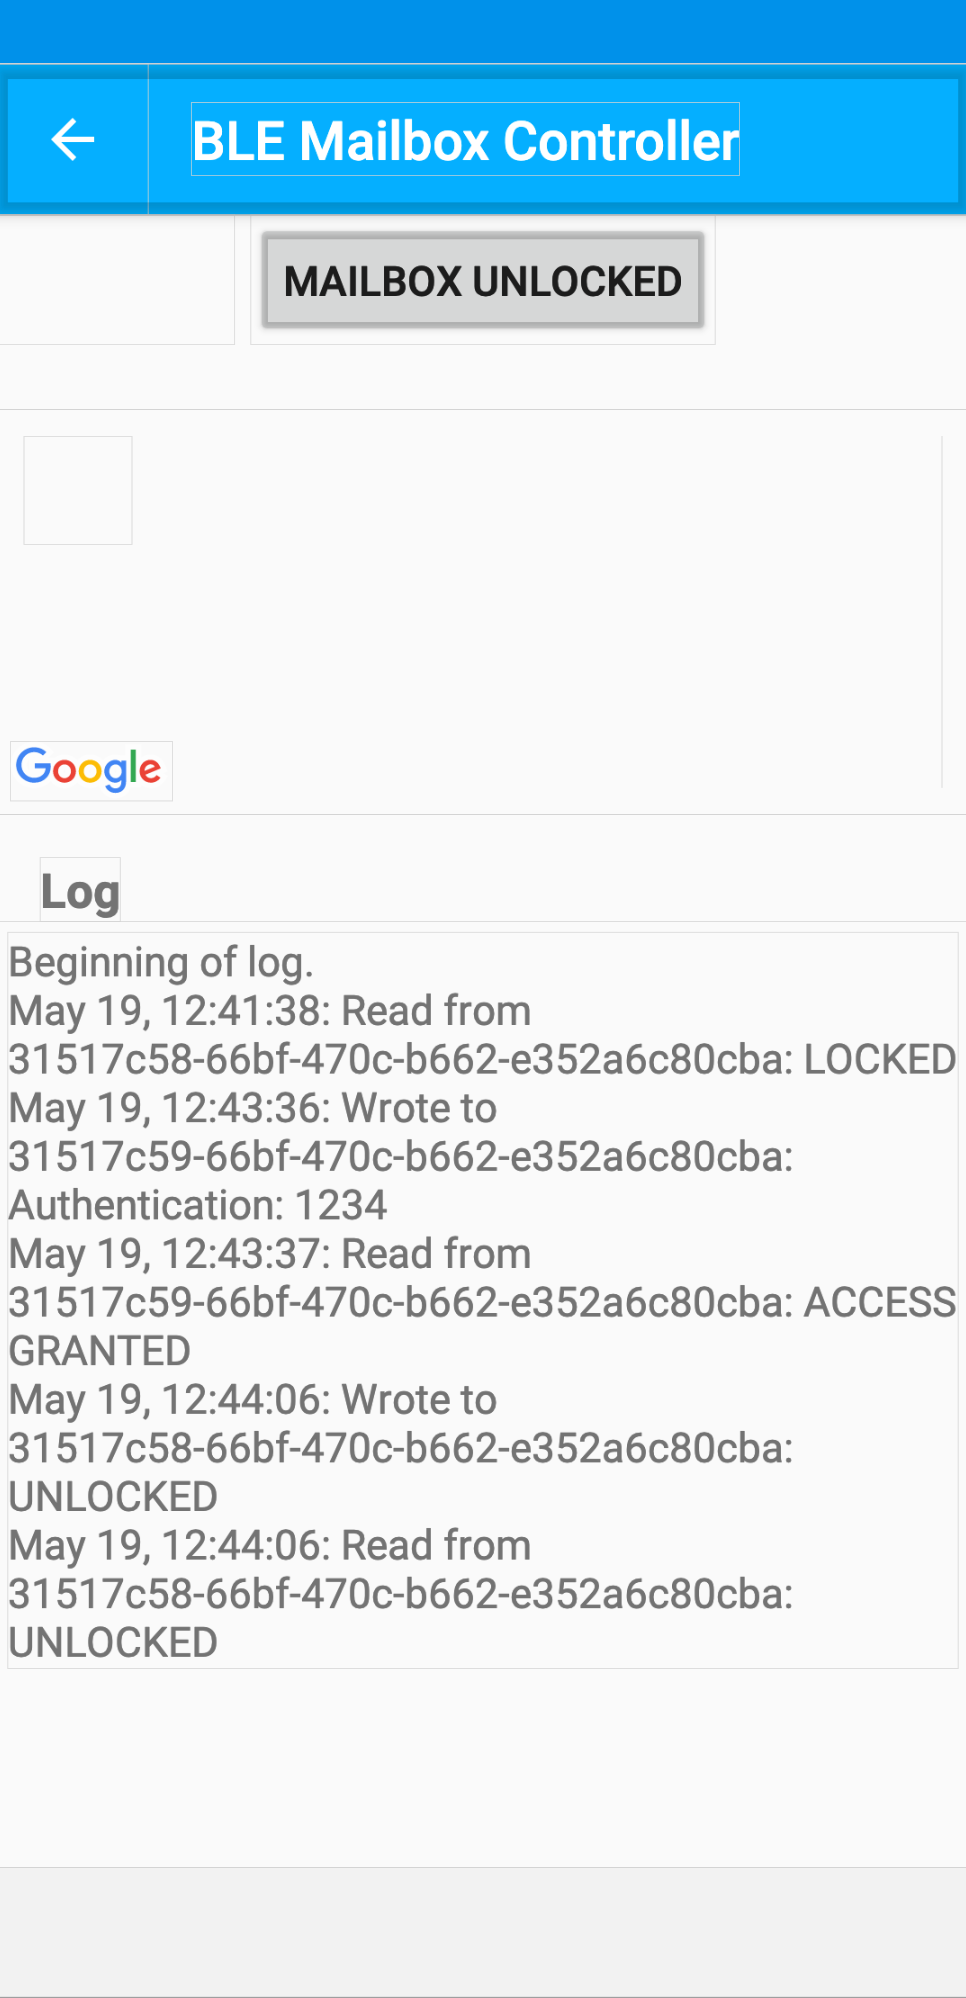 BLE Mailbox Controller
MAILBOX UNLOCKED
Google
Log
Beginning of log.
May 19, 12:41:38: Read from
31517c58-66bf-470c-b662-e352a6c80cba: LOCKED
May 19, 12:43:36: Wrote to
31517c59-66bf-470c-b662-e352a6c80cba:
Authentication: 1234
May 19, 12:43:37: Read from
31517c59-66bf-470c-b662-e352a6c80cba: ACCESS
GRANTED
May 19, 12:44:06: Wrote to
31517c58-66bf-470c-b662-e352a6c80cba:
UNLOCKED
May 19, 12:44:06: Read from
31517c58-66bf-470c-b662-e352a6c80cba:
UNLOCKED